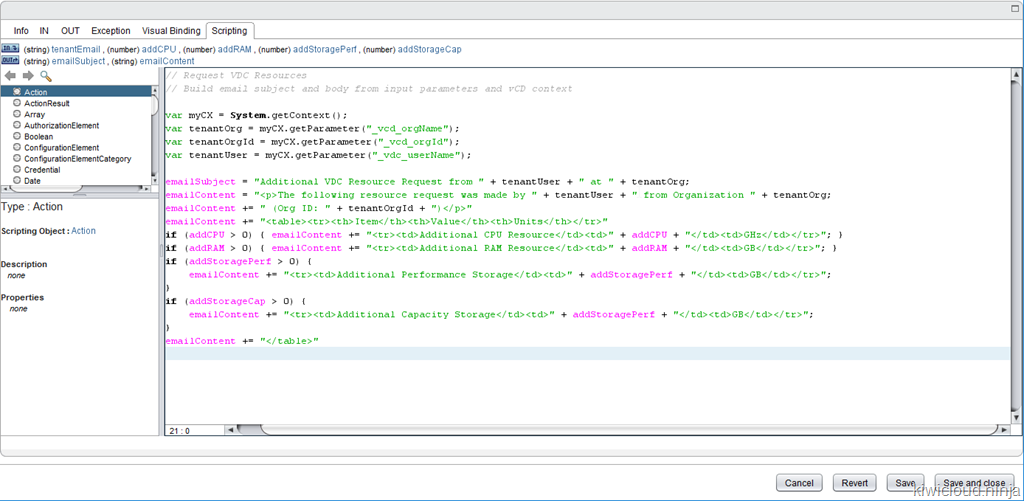 Info IN OUT Exception Visual Binding Scripting
(string) tenantEmail , (number) addCPU , (number) addRAM , (number) addStoragePerf , (number) addStorageCap
(string) emailSubject , (string) emailContent
Action
ActionResult
Array
AuthorizationElement
Boolean
ConfigurationElement
ConfigurationElementCategory
Credential
Date
Type : Action
Scripting Object : Action
Description
none
Properties
none
// Request VDC Resources
// Build email subject and body from input parameters and vCD context
var myCX = System.getContext();
var tenantOrg = myCX.getParameter("_vcd_orgName");
var tenantOrgId = myCX.getParameter("_vcd_orgId");
var tenantUser = myCX.getParameter("_vdc_userName");
emailSubject = "Additional VDC Resource Request from " + tenantUser + " at " + tenantOrg;
emailContent = "<p>The following resource request was made by " + tenantUser + " from Organization " + tenantOrg;
emailContent += " (Org ID: " + tenantOrgId + ")</p>"
emailContent += "<table><tr><th>Item</th><th>Value</th><th>Units</th></tr>"
if (addCPU > 0) { emailContent += "<tr><td>Additional CPU Resource</td><td>" + addCPU + "</td><td>GHz</td></tr>"; }
if (addRAM > 0) { emailContent += "<tr><td>Additional RAM Resource</td><td>" + addRAM + "</td><td>GB</td></tr>"; }
if (addStoragePerf > 0) {
emailContent += "<tr><td>Additional Performance Storage</td><td>" + addStoragePerf + "</td><td>GB</td></tr>";
}
if (addStorageCap > 0) {
emailContent += "<tr><td>Additional Capacity Storage</td><td>" + addStoragePerf + "</td><td>GB</td></tr>";
}
emailContent += "</table>"
21 : 0
Cancel Revert Save Save and close
kiwicloud.ninja